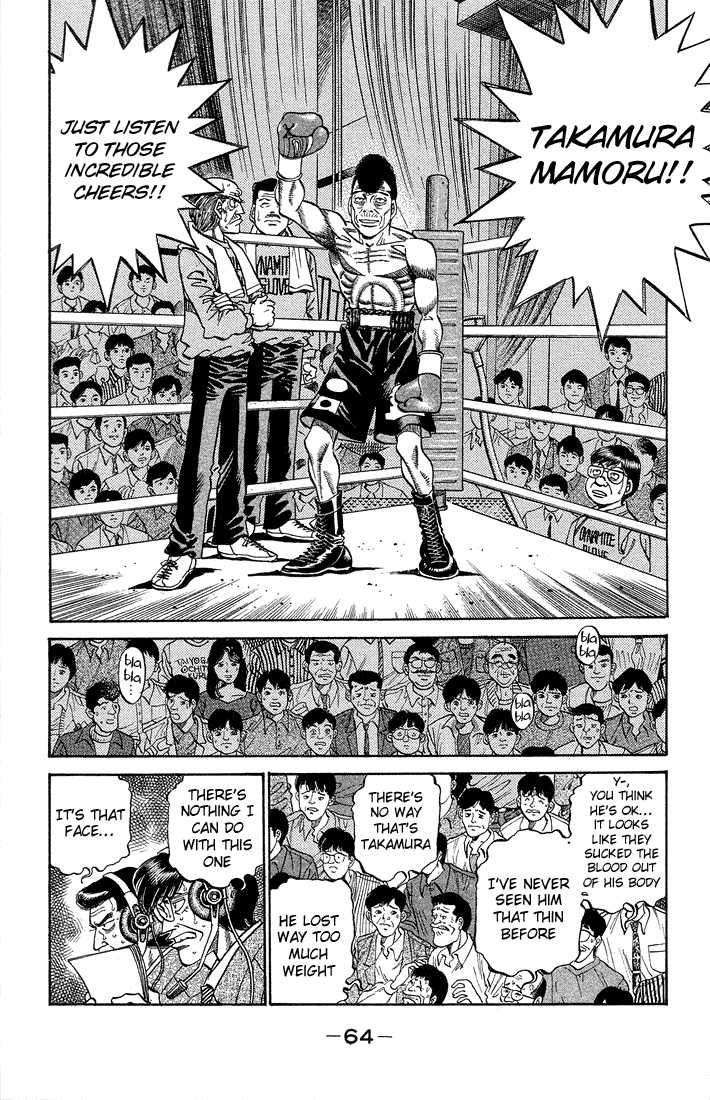 TAKAMURA
MAMORU!!
JUST LISTEN
TO THOSE
INCREDIBLE
CHEERS!!
YNAMIT
GLOVE
DYNAMITE
GLOVE
bla
bla
bla
bla...
bla
bla
TAIYOG
Y-,
YOU THINK
HE'S OK...
IT LOOKS
LIKE THEY
SUCKED THE
BLOOD OUT
OF HIS BODY
I'VE NEVER
SEEN HIM
THAT THIN
BEFORE
THERE'S
NO WAY
THAT'S
TAKAMURA
HE LOST
WAY TOO
MUCH
WEIGHT
THERE'S
NOTHING I
CAN DO
WITH THIS
ONE
IT'S THAT
FACE...
-64-